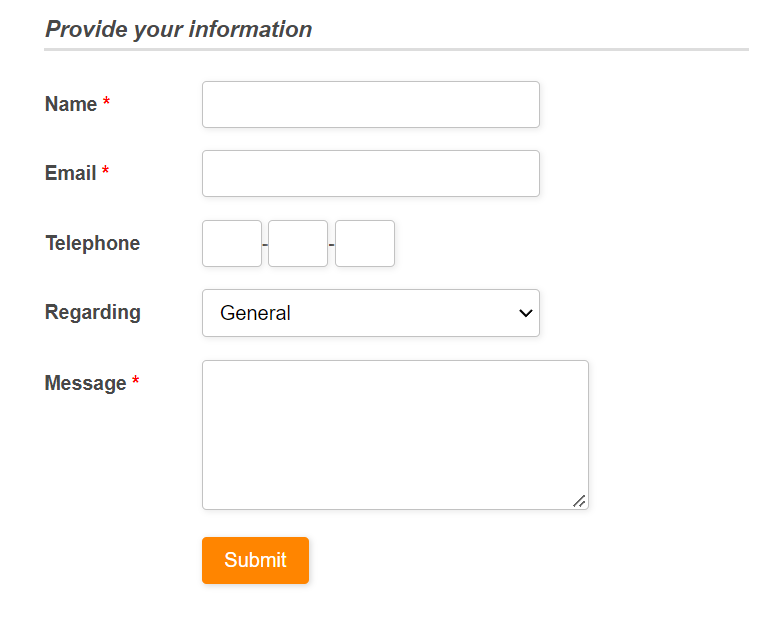 Provide your information
Name *
Email *
Telephone - -
Regarding General
Message *
Submit